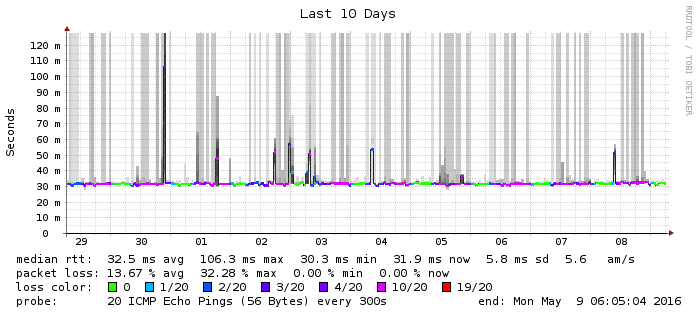 Last 10 Days
RRDTOOL / TOBI OETIKER
Seconds
120 m
110 m
100 m
90 m
80 m
70 m
60 m
50 m
40 m
30 m
20 m
10 m
0
29 30 01 02 03 04 05 06 07 08
median rtt: 32.5 ms avg 106.3 ms max 30.3 ms min 31.9 ms now 5.8 ms sd 5.6 am/s
packet loss: 13.67 % avg 32.28 % max 0.00 % min 0.00 % now
loss color: 0 1/20 2/20 3/20 4/20 10/20 19/20
probe: 20 ICMP Echo Pings (56 Bytes) every 300s end: Mon May 9 06:05:04 2016